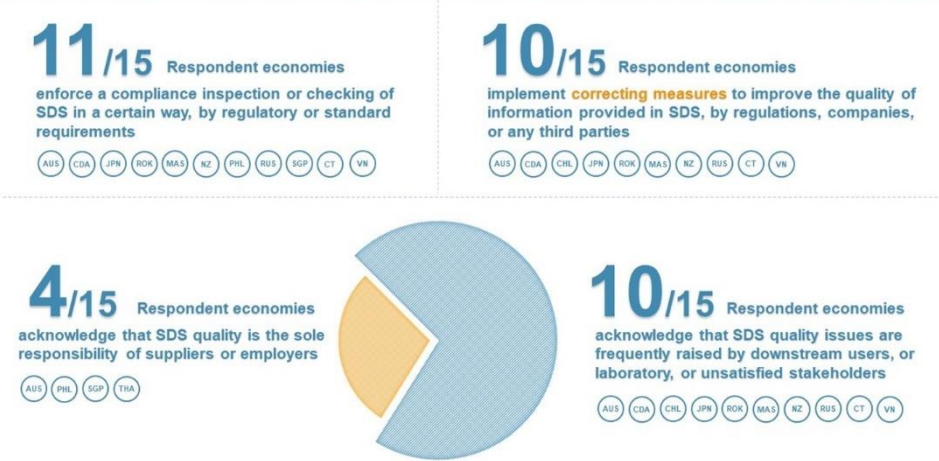 11/15 Respondent economies
enforce a compliance inspection or checking of
SDS in a certain way, by regulatory or standard
requirements
AUS CDA JPN ROK MAS NZ PHL RUS SGP CT VN
10/15 Respondent economies
implement correcting measures to improve the quality of
information provided in SDS, by regulations, companies,
or any third parties
AUS CDA CHL JPN ROK MAS NZ RUS CT VN
4/15 Respondent economies
acknowledge that SDS quality is the sole
responsibility of suppliers or employers
AUS PHL SGP THA
10/15 Respondent economies
acknowledge that SDS quality issues are
frequently raised by downstream users, or
laboratory, or unsatisfied stakeholders
AUS CDA CHL JPN ROK MAS NZ RUS CT VN